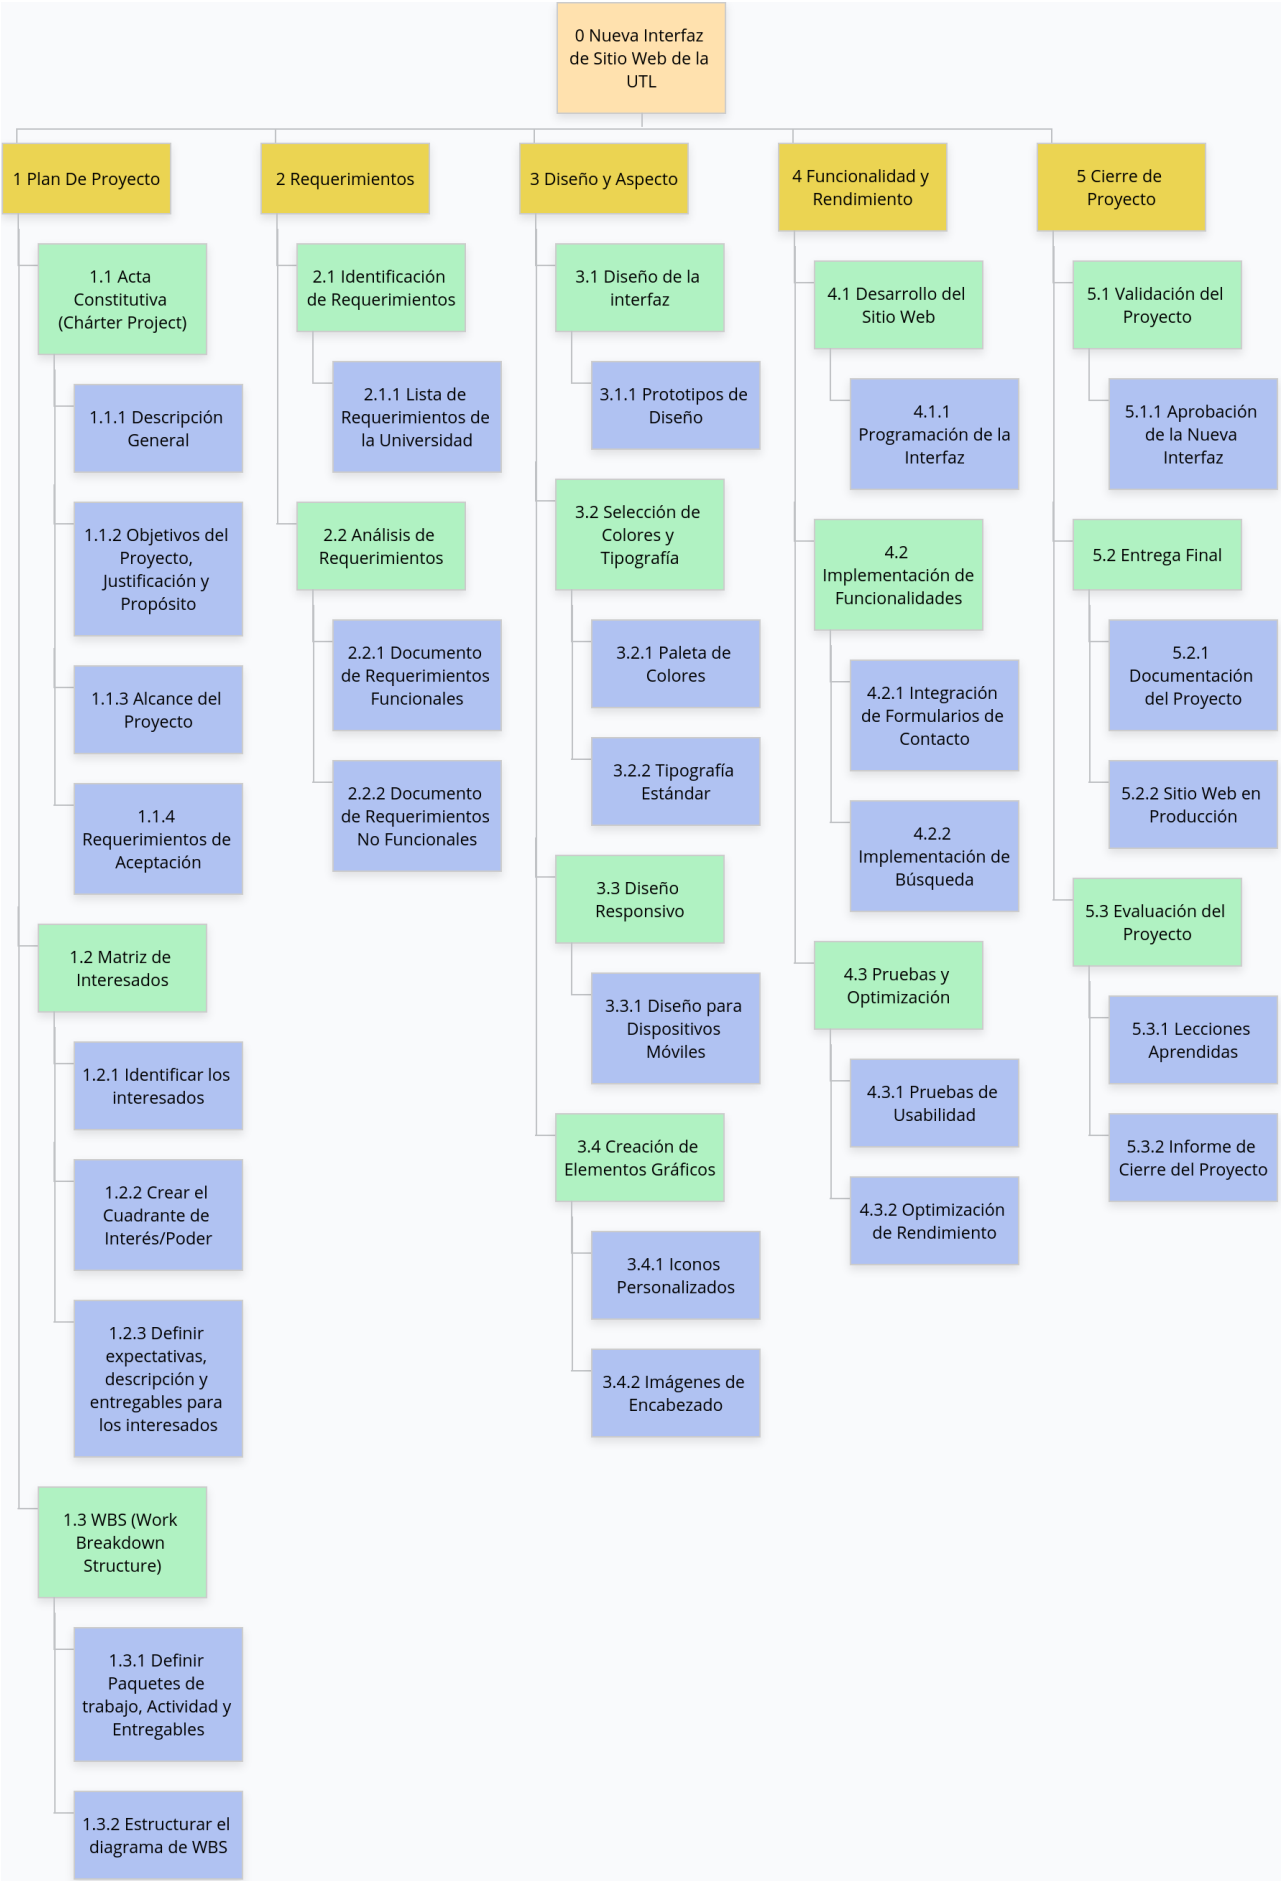 0 Nueva Interfaz
de Sitio Web de la
UTL
1 Plan De Proyecto
1.1 Acta
Constitutiva
(Chárter Project)
1.1.1 Descripción
General
1.1.2 Objetivos del
Proyecto,
Justificación y
Propósito
1.1.3 Alcance del
Proyecto
1.1.4
Requerimientos de
Aceptación
1.2 Matriz de
Interesados
1.2.1 Identificar los
interesados
1.2.2 Crear el
Cuadrante de
Interés/Poder
1.2.3 Definir
expectativas,
descripción y
entregables para
los interesados
1.3 WBS (Work
Breakdown
Structure)
1.3.1 Definir
Paquetes de
trabajo, Actividad y
Entregables
1.3.2 Estructurar el
diagrama de WBS
2 Requerimientos
2.1 Identificación
de Requerimientos
2.1.1 Lista de
Requerimientos de
la Universidad
2.2 Análisis de
Requerimientos
2.2.1 Documento
de Requerimientos
Funcionales
2.2.2 Documento
de Requerimientos
No Funcionales
3 Diseño y Aspecto
3.1 Diseño de la
interfaz
3.1.1 Prototipos de
Diseño
3.2 Selección de
Colores y
Tipografía
3.2.1 Paleta de
Colores
3.2.2 Tipografía
Estándar
3.3 Diseño
Responsivo
3.3.1 Diseño para
Dispositivos
Móviles
3.4 Creación de
Elementos Gráficos
3.4.1 Iconos
Personalizados
3.4.2 Imágenes de
Encabezado
4 Funcionalidad y
Rendimiento
4.1 Desarrollo del
Sitio Web
4.1.1
Programación de la
Interfaz
4.2
Implementación de
Funcionalidades
4.2.1 Integración
de Formularios de
Contacto
4.2.2
Implementación de
Búsqueda
4.3 Pruebas y
Optimización
4.3.1 Pruebas de
Usabilidad
4.3.2 Optimización
de Rendimiento
5 Cierre de
Proyecto
5.1 Validación del
Proyecto
5.1.1 Aprobación
de la Nueva
Interfaz
5.2 Entrega Final
5.2.1
Documentación
del Proyecto
5.2.2 Sitio Web en
Producción
5.3 Evaluación del
Proyecto
5.3.1 Lecciones
Aprendidas
5.3.2 Informe de
Cierre del Proyecto